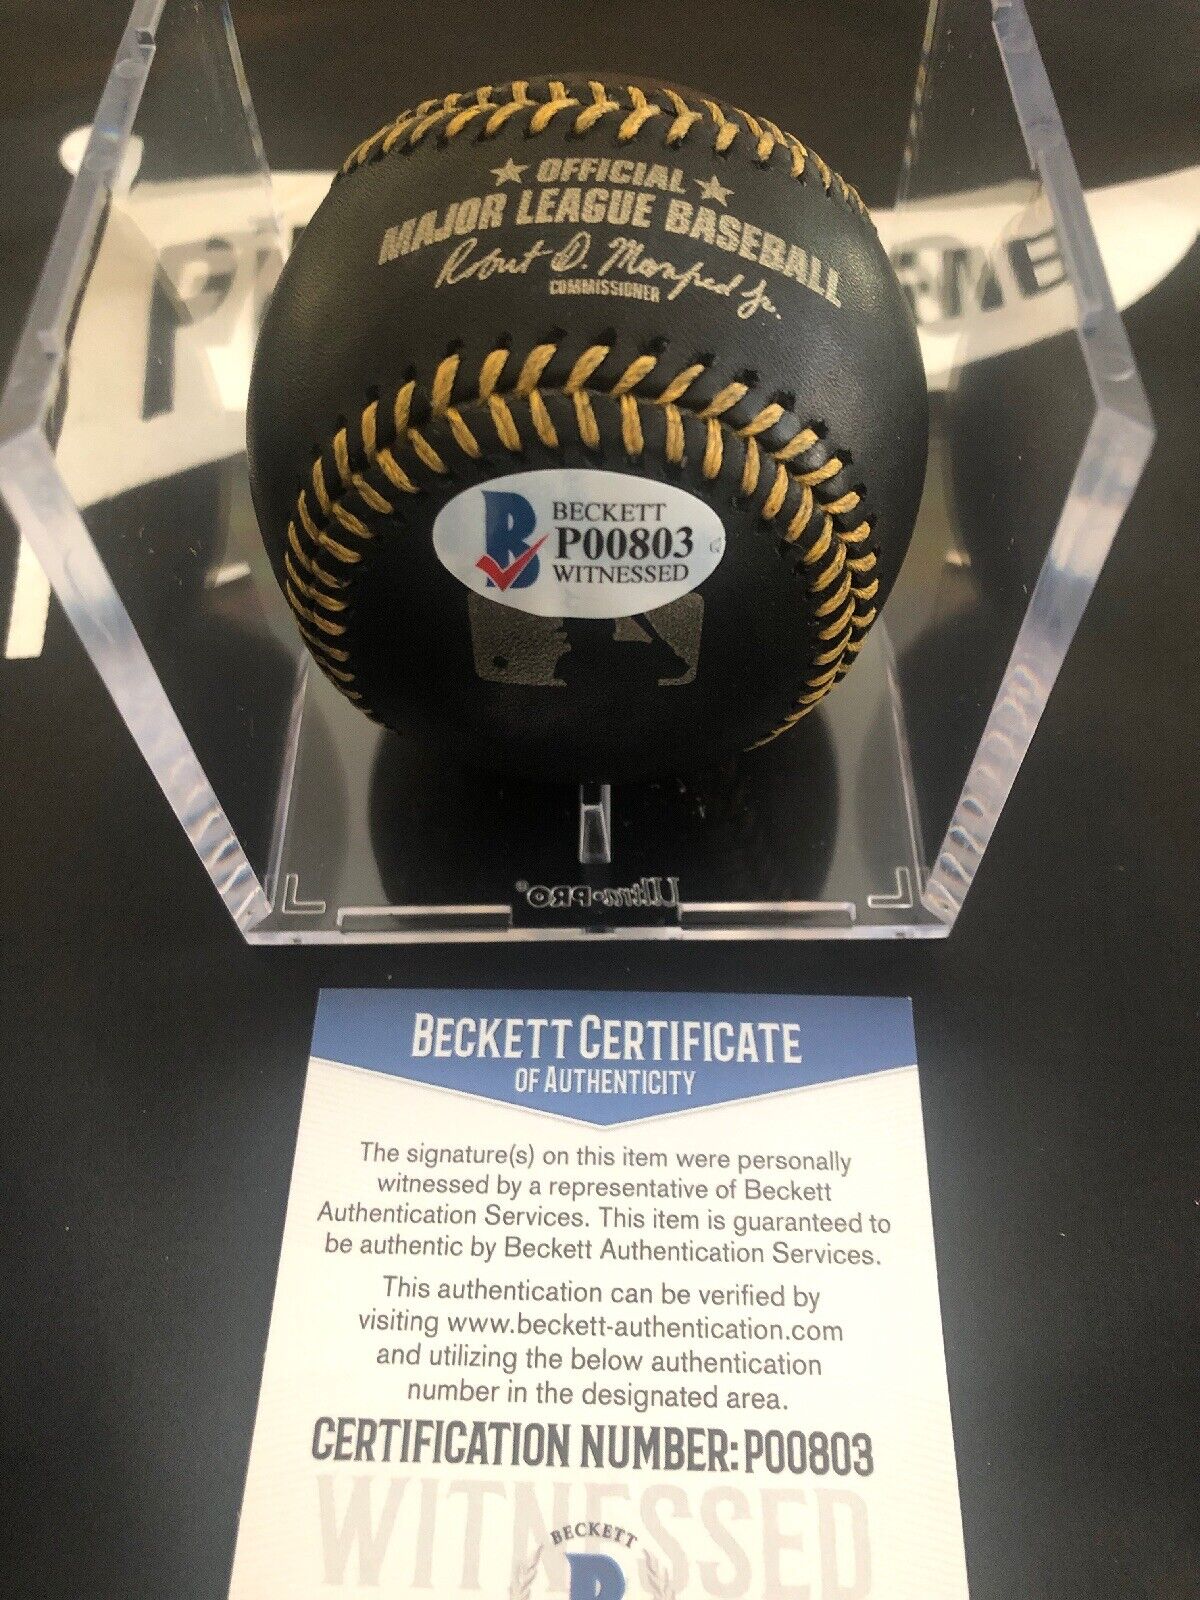 OFFICIAL
MAJOR LEAGUE BASEBALL
Robert D. Manfred Jr.
COMMISSIONER
BECKETT
P00803
WITNESSED
Ultra•PRO®
BECKETT CERTIFICATE
OF AUTHENTICITY
The signature(s) on this item were personally
witnessed by a representative of Beckett
Authentication Services. This item is guaranteed to
be authentic by Beckett Authentication Services.
This authentication can be verified by
visiting www.beckett-authentication.com
and utilizing the below authentication
number in the designated area.
CERTIFICATION NUMBER: P00803
WITNESSED
BECKETT
B